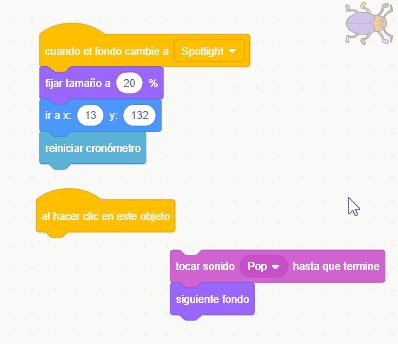 cuando el fondo cambie a Spotlight
fijar tamaño a 20 %
ir a x: 13 y: 132
reiniciar cronómetro
al hacer clic en este objeto
tocar sonido Pop hasta que termine
siguiente fondo